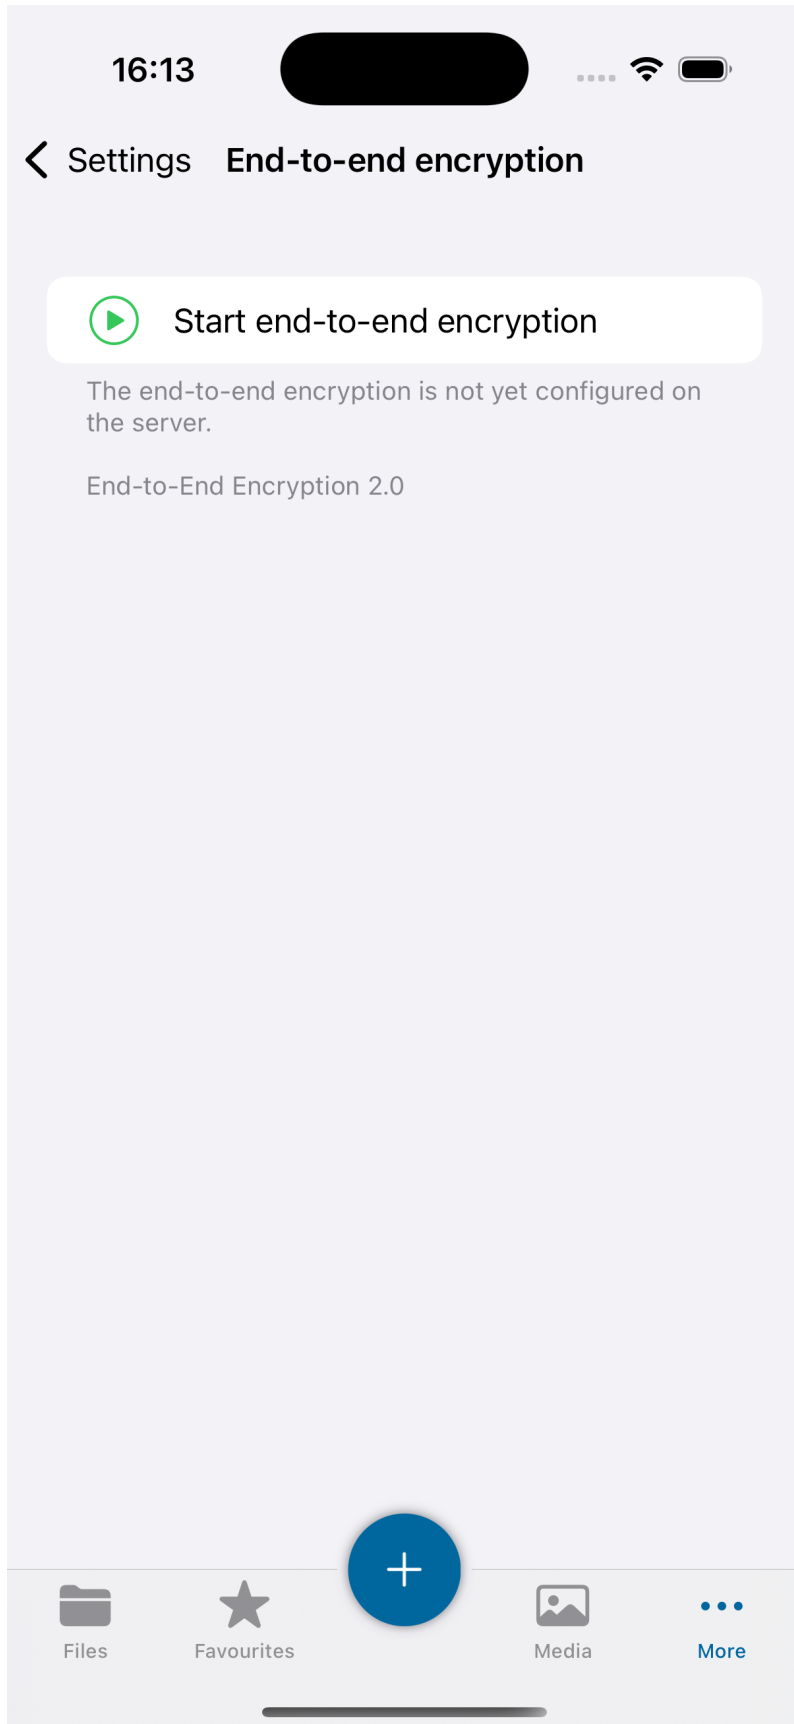 16:13
Settings End-to-end encryption
Start end-to-end encryption
The end-to-end encryption is not yet configured on
the server.
End-to-End Encryption 2.0
Files Favourites Media More